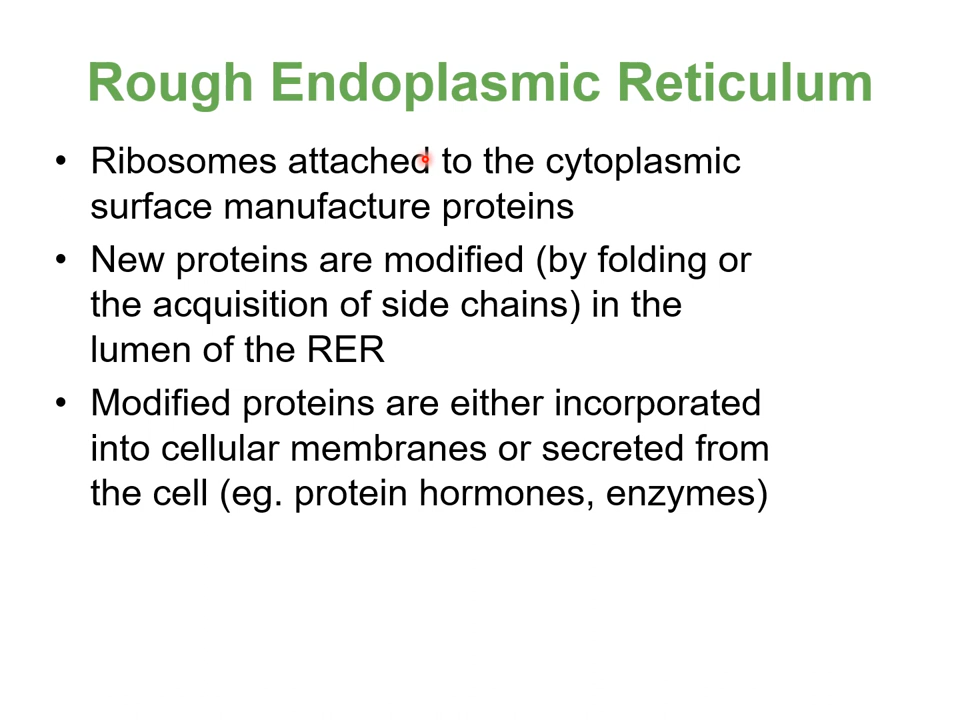 Rough Endoplasmic Reticulum
• Ribosomes attached to the cytoplasmic
surface manufacture proteins
• New proteins are modified (by folding or
the acquisition of side chains) in the
lumen of the RER
• Modified proteins are either incorporated
into cellular membranes or secreted from
the cell (eg. protein hormones, enzymes)